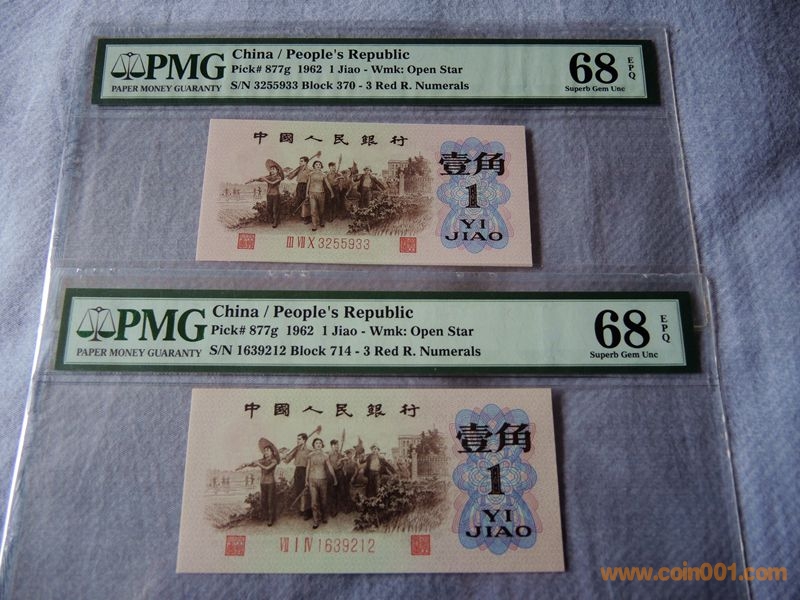 PMG
PAPER MONEY GUARANTY
China / People's Republic
Pick# 877g 1962 1 Jiao - Wmk: Open Star
S/N 3255933 Block 370 - 3 Red R. Numerals
68 EPQ
Superb Gem Unc
中國人民銀行
壹角
1
YI
JIAO
III VII X 3255933
PMG
PAPER MONEY GUARANTY
China / People's Republic
Pick# 877g 1962 1 Jiao - Wmk: Open Star
S/N 1639212 Block 714 - 3 Red R. Numerals
68 EPQ
Superb Gem Unc
中國人民銀行
壹角
1
YI
JIAO
VII I IV 1639212
www.coin001.com